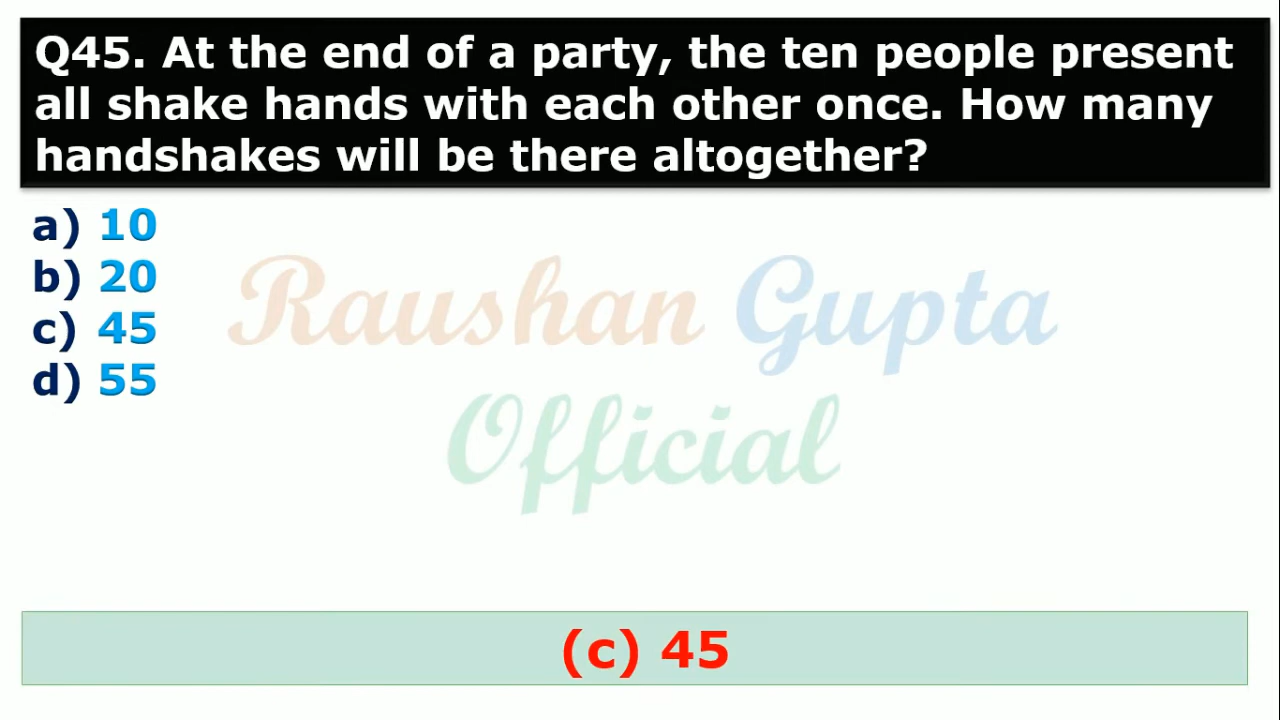 Q45. At the end of a party, the ten people present
all shake hands with each other once. How many
handshakes will be there altogether?
a) 10
b) 20
c) 45
d) 55
Raushan Gupta
Official
(c) 45